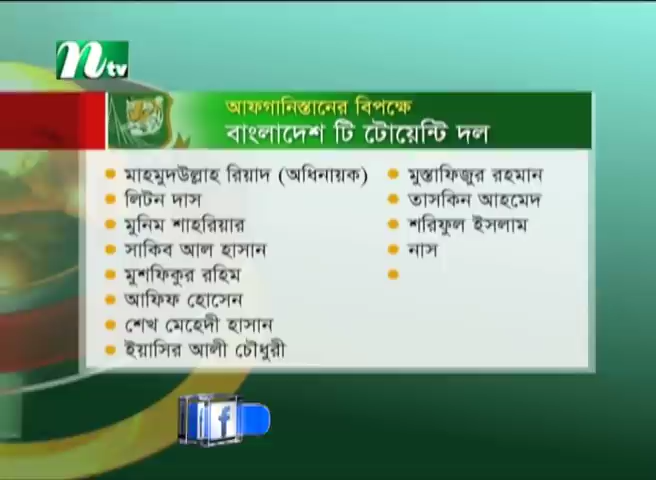 ntv
আফগানিস্তানের বিপক্ষে
বাংলাদেশ টি টোয়েন্টি দল
মাহমুদউল্লাহ রিয়াদ (অধিনায়ক)
লিটন দাস
মুনিম শাহরিয়ার
সাকিব আল হাসান
মুশফিকুর রহিম
আফিফ হোসেন
শেখ মেহেদী হাসান
ইয়াসির আলী চৌধুরী
মুস্তাফিজুর রহমান
তাসকিন আহমেদ
শরিফুল ইসলাম
নাস
f